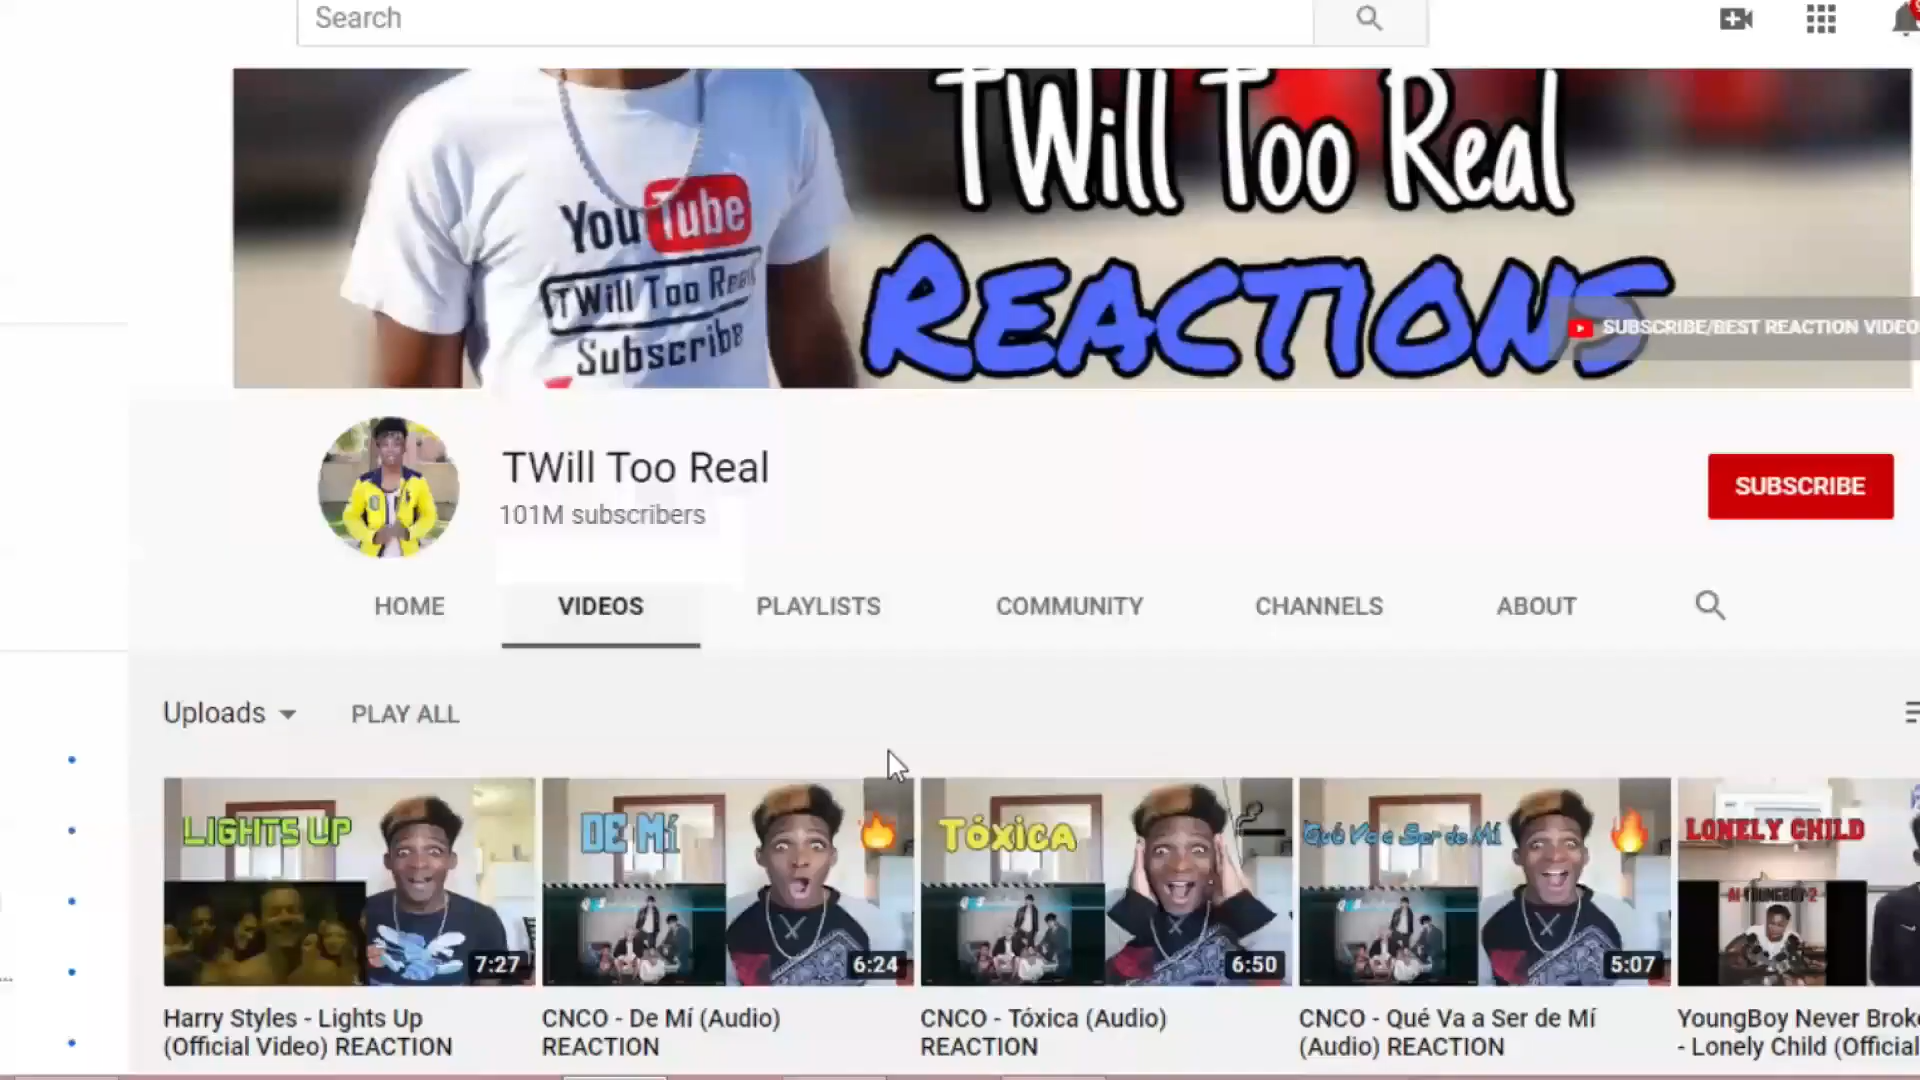 Search
TWill Too Real
REACTIONS
YouTube
TWill Too Real
Subscribe
SUBSCRIBE/BEST REACTION VIDEO
TWill Too Real
101M subscribers
SUBSCRIBE
HOME
VIDEOS
PLAYLISTS
COMMUNITY
CHANNELS
ABOUT
Uploads
PLAY ALL
LIGHTS UP
7:27
DE Mí
6:24
TóXICA
6:50
Qué Va a Ser de Mí
5:07
LONELY CHILD
AI YOUNGBOY 2
Harry Styles - Lights Up
(Official Video) REACTION
CNCO - De Mí (Audio)
REACTION
CNCO - Tóxica (Audio)
REACTION
CNCO - Qué Va a Ser de Mí
(Audio) REACTION
YoungBoy Never Broke
- Lonely Child (Official